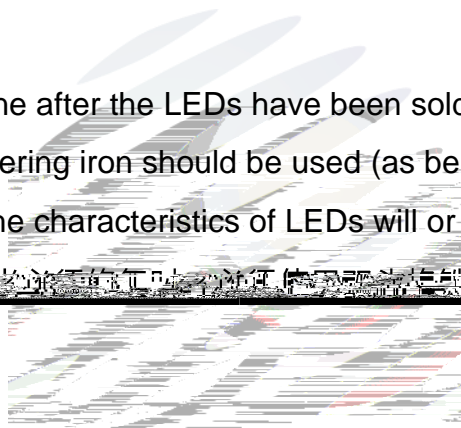 ne after the LEDs have been sold
ering iron should be used (as be
ne characteristics of LEDs will or